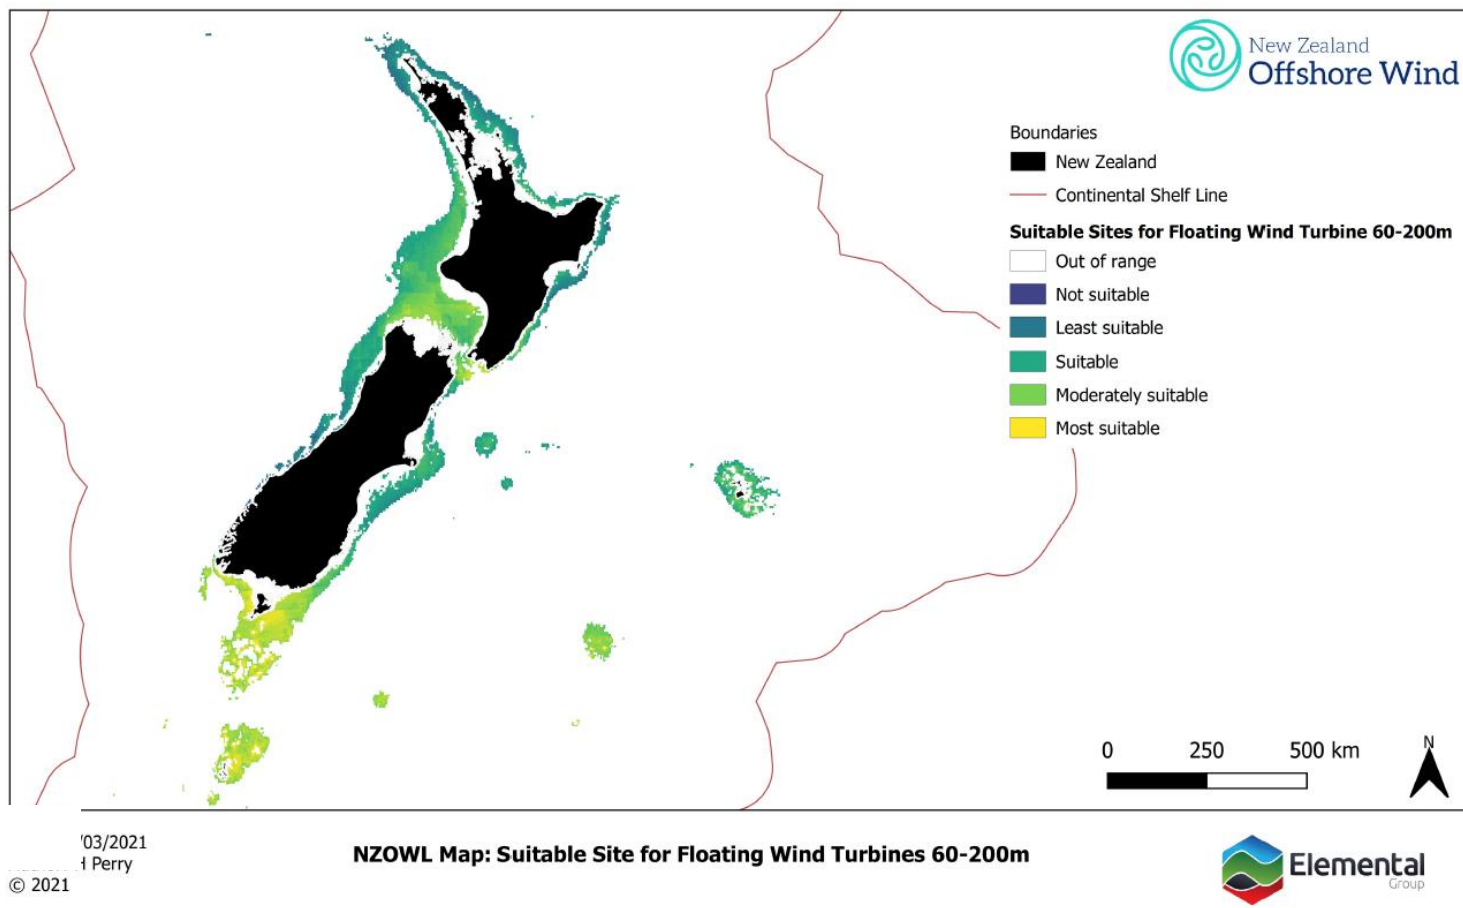 New Zealand
Offshore Wind
Boundaries
New Zealand
Continental Shelf Line
Suitable Sites for Floating Wind Turbine 60-200m
Out of range
Not suitable
Least suitable
Suitable
Moderately suitable
Most suitable
0 250 500 km
N
/03/2021
NZOWL Map: Suitable Site for Floating Wind Turbines 60-200m
Perry
© 2021
Elemental
Group